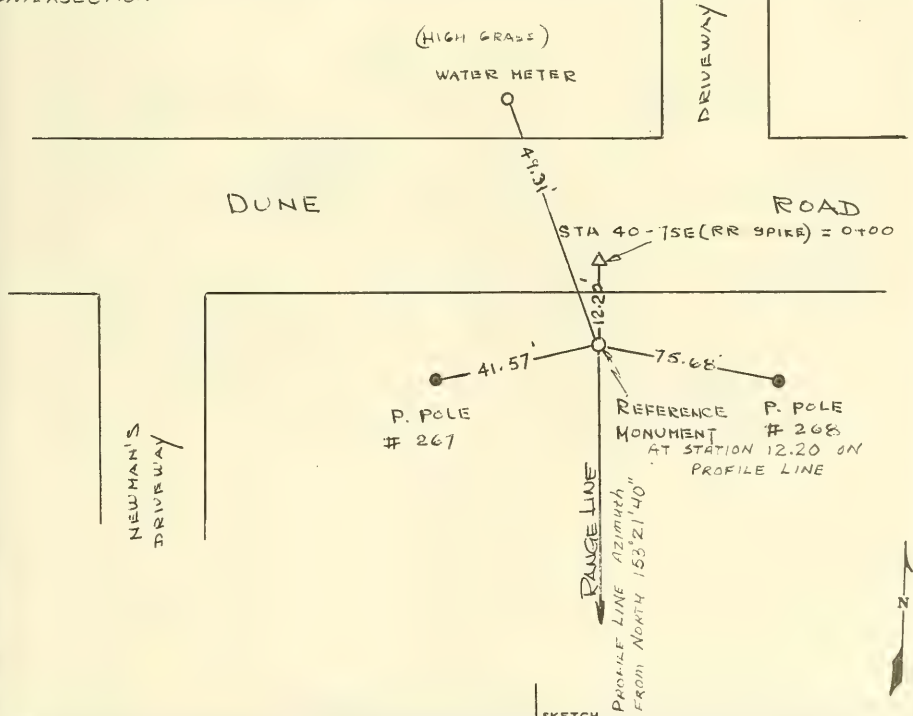 (HIGH GRASS)
WATER METER
DRIVEWAY
49.31'
DUNE
ROAD
STA 40-75E (RR SPIKE) = 0+00
12.20'
41.57'
75.68'
P. POLE
# 267
REFERENCE
MONUMENT
AT STATION 12.20 ON
PROFILE LINE
P. POLE
# 268
NEWMAN'S
DRIVEWAY
RANGE LINE
PROFILE LINE AZIMUTH
FROM NORTH 153°21'40"
N
SKETCH